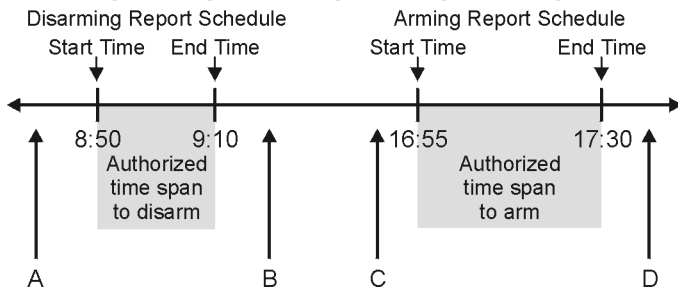 Disarming Report Schedule
Start Time End Time
Arming Report Schedule
Start Time End Time
8:50 9:10 16:55 17:30
Authorized
time span
to disarm
Authorized
time span
to arm
A B C D